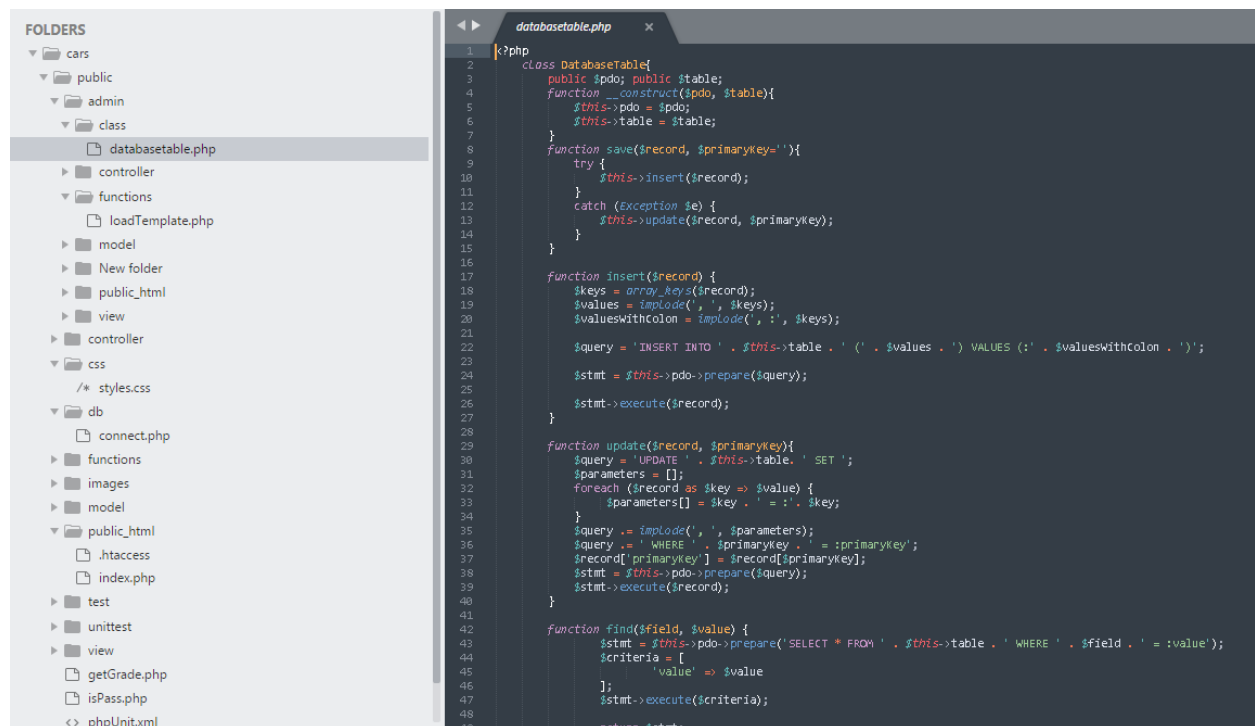 FOLDERS
cars
public
admin
class
databasetable.php
controller
functions
loadTemplate.php
model
New folder
public_html
view
controller
css
/* styles.css
db
connect.php
functions
images
model
public_html
.htaccess
index.php
test
unittest
view
getGrade.php
isPass.php
<> phpUnit.xml
databasetable.php ×
1 <?php
2 class DatabaseTable{
3 public $pdo; public $table;
4 function __construct($pdo, $table){
5 $this->pdo = $pdo;
6 $this->table = $table;
7 }
8 function save($record, $primaryKey=''){
9 try {
10 $this->insert($record);
11 }
12 catch (Exception $e) {
13 $this->update($record, $primaryKey);
14 }
15 }
16
17 function insert($record) {
18 $keys = array_keys($record);
19 $values = implode(', ', $keys);
20 $valuesWithColon = implode(', :', $keys);
21
22 $query = 'INSERT INTO ' . $this->table . ' (' . $values . ') VALUES (:' . $valuesWithColon . ')';
23
24 $stmt = $this->pdo->prepare($query);
25
26 $stmt->execute($record);
27 }
28
29 function update($record, $primaryKey){
30 $query = 'UPDATE ' . $this->table. ' SET ';
31 $parameters = [];
32 foreach ($record as $key => $value) {
33 $parameters[] = $key . ' = :'. $key;
34 }
35 $query .= implode(', ', $parameters);
36 $query .= ' WHERE ' . $primaryKey . ' = :primaryKey';
37 $record['primaryKey'] = $record[$primaryKey];
38 $stmt = $this->pdo->prepare($query);
39 $stmt->execute($record);
40 }
41
42 function find($field, $value) {
43 $stmt = $this->pdo->prepare('SELECT * FROM ' . $this->table . ' WHERE ' . $field . ' = :value');
44 $criteria = [
45 'value' => $value
46 ];
47 $stmt->execute($criteria);
48